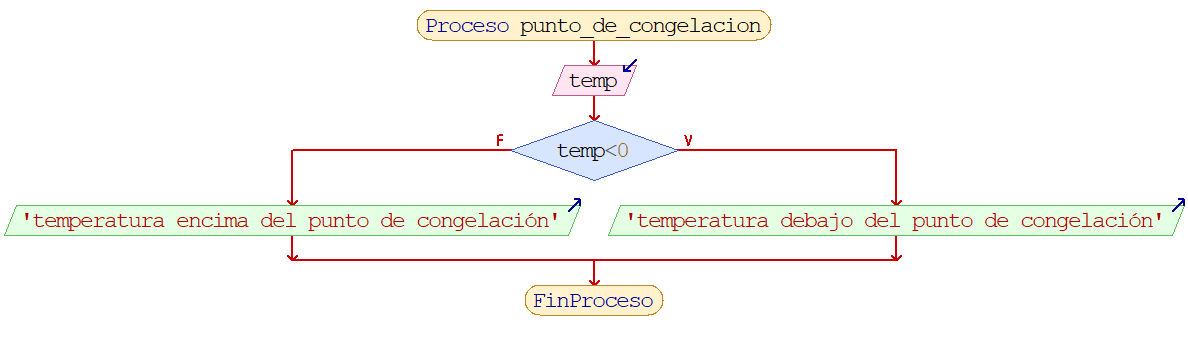 Proceso punto_de_congelacion
temp
F
temp<0
V
'temperatura encima del punto de congelación'
'temperatura debajo del punto de congelación'
FinProceso